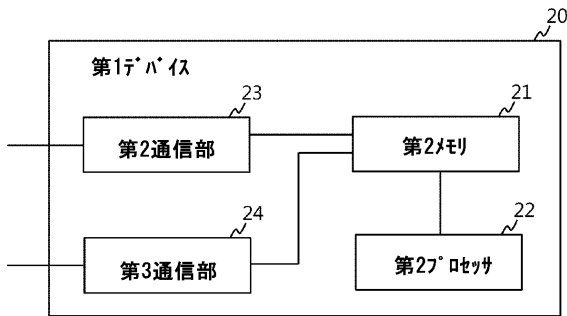 20
第1ﾃﾞﾊﾞｲｽ
23
第2通信部
21
第2ﾒﾓﾘ
24
第3通信部
22
第2ﾌﾟﾛｾｯｻ